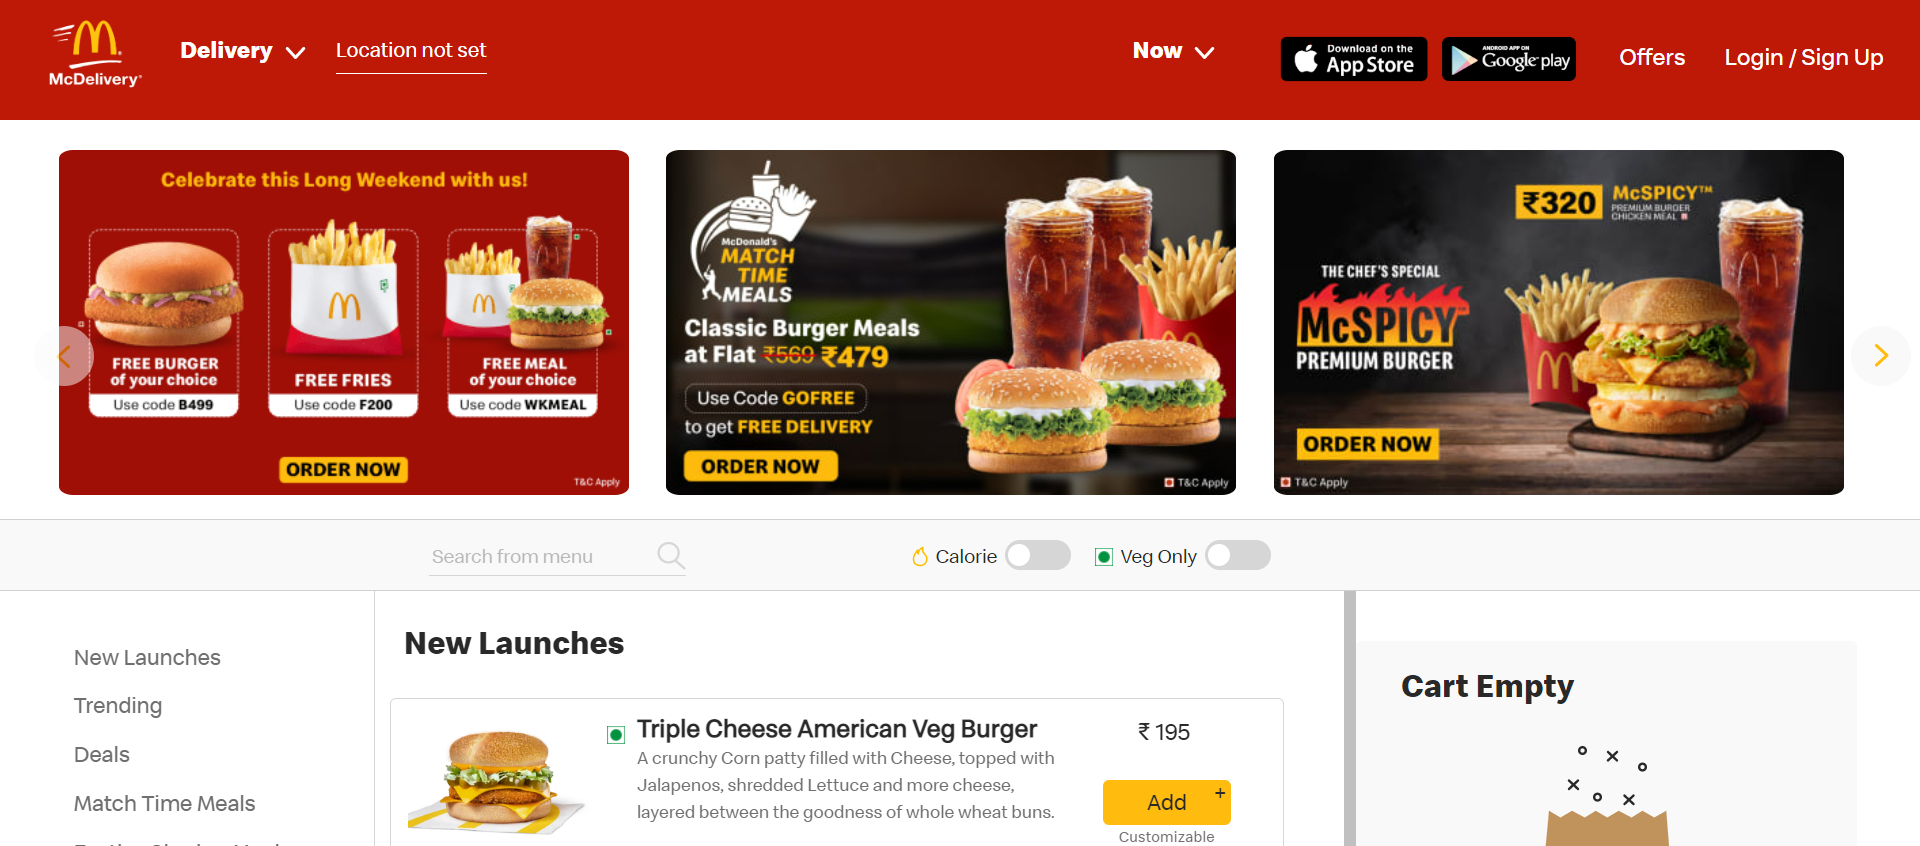 McDelivery
Delivery
Location not set
Now
Download on the
App Store
ANDROID APP ON
Google play
Offers
Login / Sign Up
Celebrate this Long Weekend with us!
FREE BURGER
of your choice
Use code B499
FREE FRIES
Use code F200
FREE MEAL
of your choice
Use code WKMEAL
ORDER NOW
T&C Apply
McDonald's
MATCH
TIME
MEALS
Classic Burger Meals
at Flat ₹569 ₹479
Use Code GOFREE
to get FREE DELIVERY
ORDER NOW
T&C Apply
₹320
McSPICY™
PREMIUM BURGER
CHICKEN MEAL
THE CHEF'S SPECIAL
McSPICY™
PREMIUM BURGER
ORDER NOW
T&C Apply
Search from menu
Calorie
Veg Only
New Launches
Trending
Deals
Match Time Meals
New Launches
Triple Cheese American Veg Burger
A crunchy Corn patty filled with Cheese, topped with
Jalapenos, shredded Lettuce and more cheese,
layered between the goodness of whole wheat buns.
₹ 195
Add +
Customizable
Cart Empty